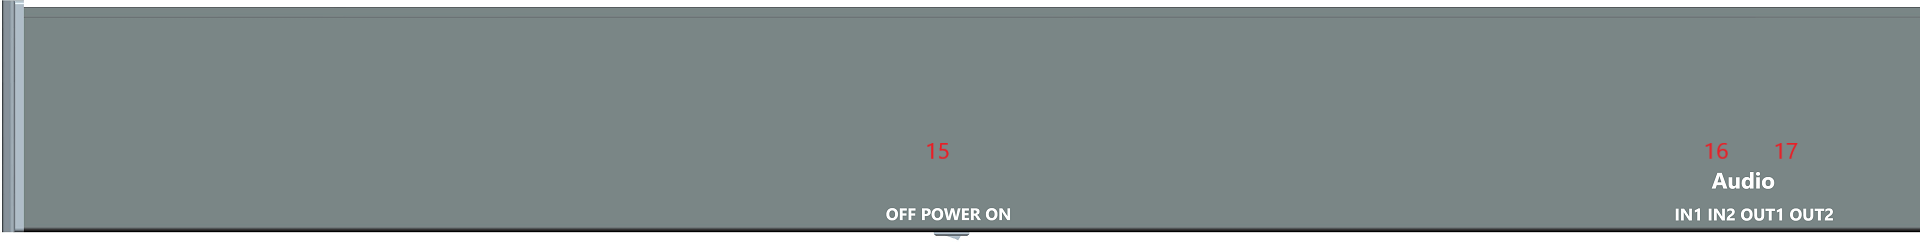 15
16 17
Audio
OFF POWER ON
IN1 IN2 OUT1 OUT2